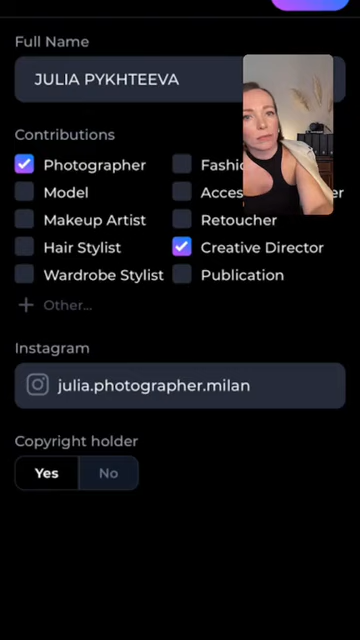 Full Name
JULIA PYKHTEEVA
Contributions
Photographer
Model
Makeup Artist
Retoucher
Hair Stylist
Creative Director
Wardrobe Stylist
Publication
Other...
Instagram
julia.photographer.milan
Copyright holder
Yes No